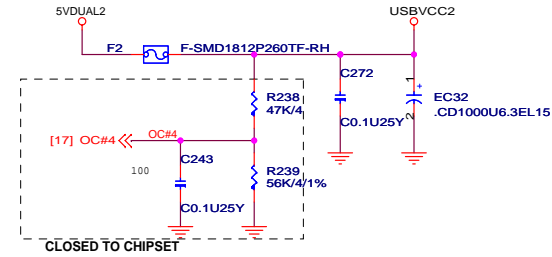 5VDUAL2
USBVCC2
F2
F-SMD1812P260TF-RH
C272
1
+
EC32
.CD1000U6.3EL15
2
C0.1U25Y
R238
47K/4
[17] OC#4
OC#4
C243
100
R239
56K/4/1%
C0.1U25Y
CLOSED TO CHIPSET